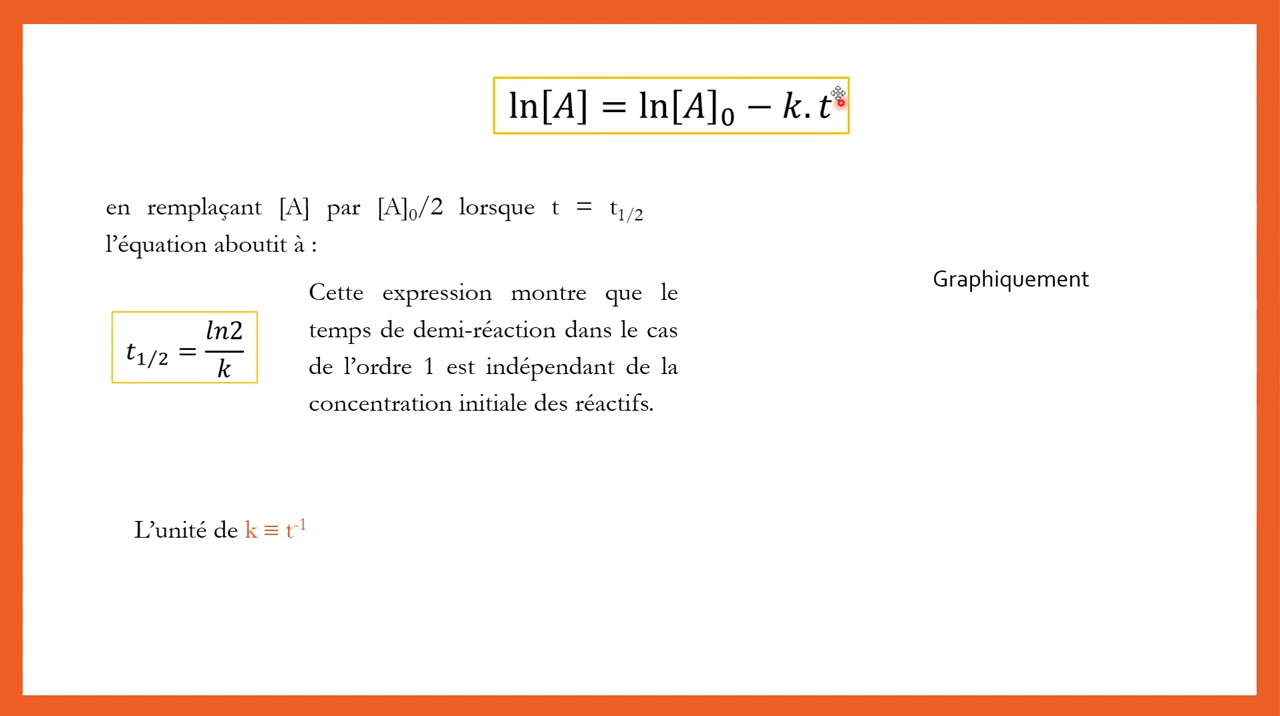 ln[A] = ln[A]₀ − k. t
en remplaçant [A] par [A]₀/2 lorsque t = t₁/₂
l’équation aboutit à :
Graphiquement
Cette expression montre que le
temps de demi-réaction dans le cas
de l’ordre 1 est indépendant de la
concentration initiale des réactifs.
t₁/₂ = ln2/k
L’unité de k ≡ t⁻¹